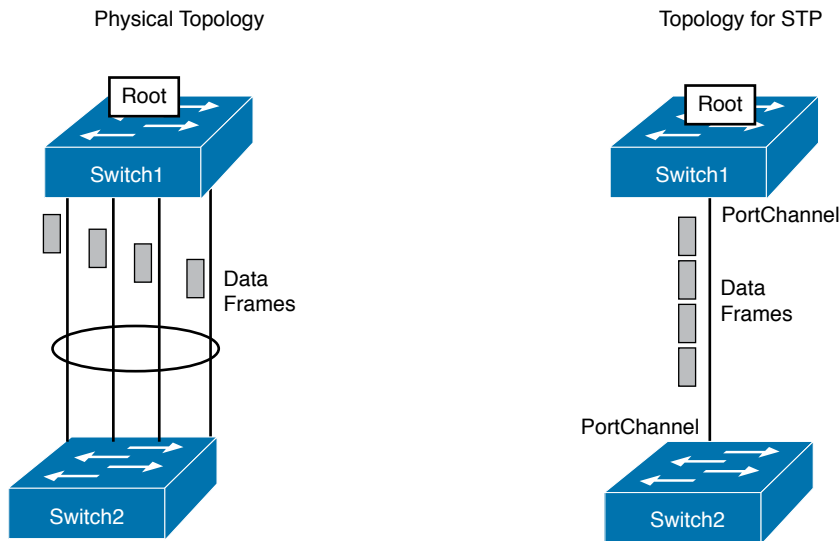 Physical Topology
Root
Switch1
Data
Frames
Switch2
Topology for STP
Root
Switch1
PortChannel
Data
Frames
PortChannel
Switch2